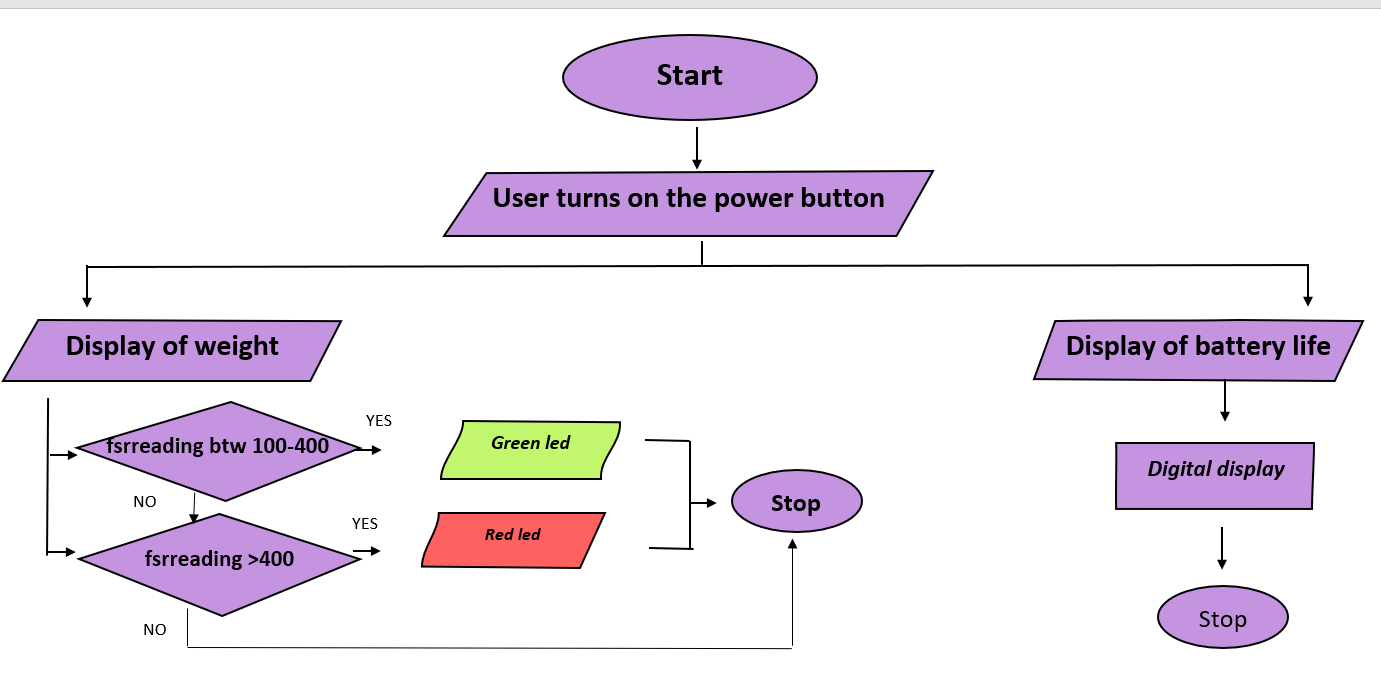 Start
User turns on the power button
Display of weight
Display of battery life
fsrreading btw 100-400
YES
Green led
NO
fsrreading >400
YES
Red led
NO
Stop
Digital display
Stop